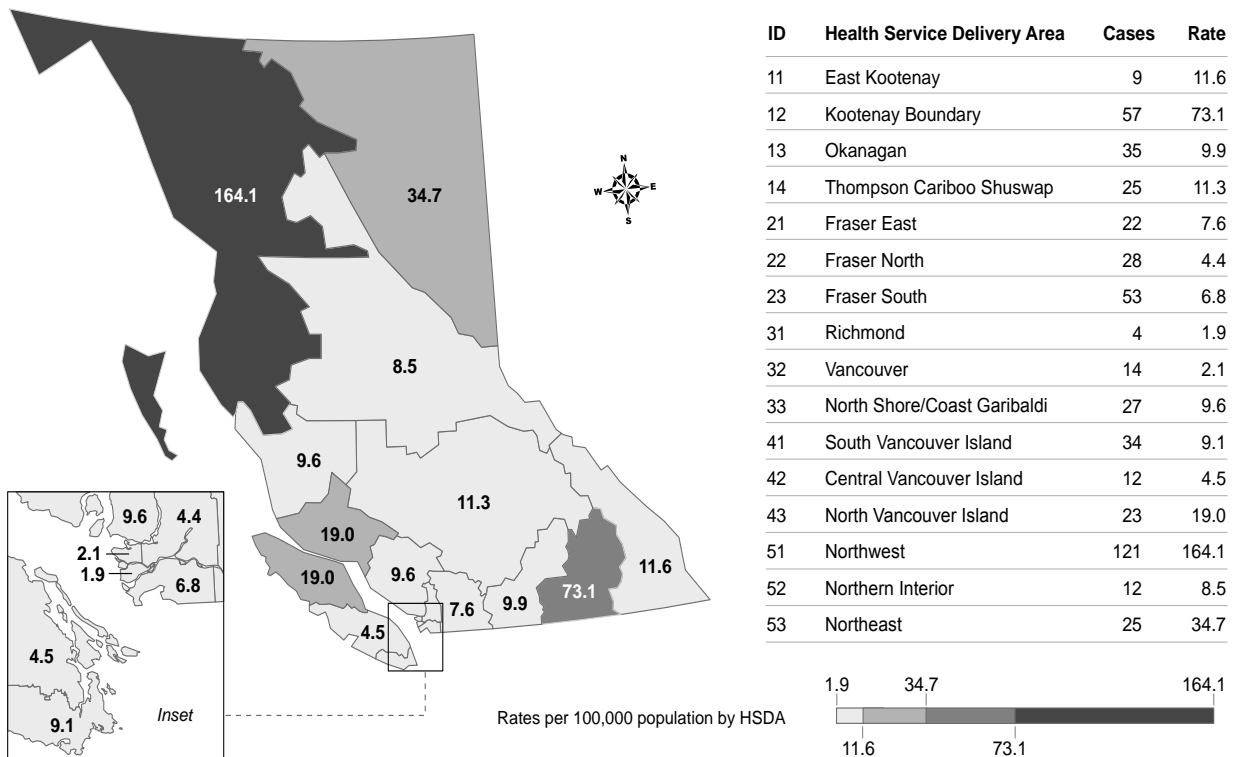 ID Health Service Delivery Area Cases Rate
11 East Kootenay 9 11.6
12 Kootenay Boundary 57 73.1
13 Okanagan 35 9.9
14 Thompson Cariboo Shuswap 25 11.3
21 Fraser East 22 7.6
22 Fraser North 28 4.4
23 Fraser South 53 6.8
31 Richmond 4 1.9
32 Vancouver 14 2.1
33 North Shore/Coast Garibaldi 27 9.6
41 South Vancouver Island 34 9.1
42 Central Vancouver Island 12 4.5
43 North Vancouver Island 23 19.0
51 Northwest 121 164.1
52 Northern Interior 12 8.5
53 Northeast 25 34.7
N
W E
S
164.1
34.7
8.5
9.6
11.3
19.0
19.0
9.6
7.6
9.9
73.1
11.6
4.5
9.6 4.4
2.1
1.9
6.8
4.5
9.1
Inset
Rates per 100,000 population by HSDA
1.9 34.7 164.1
11.6 73.1